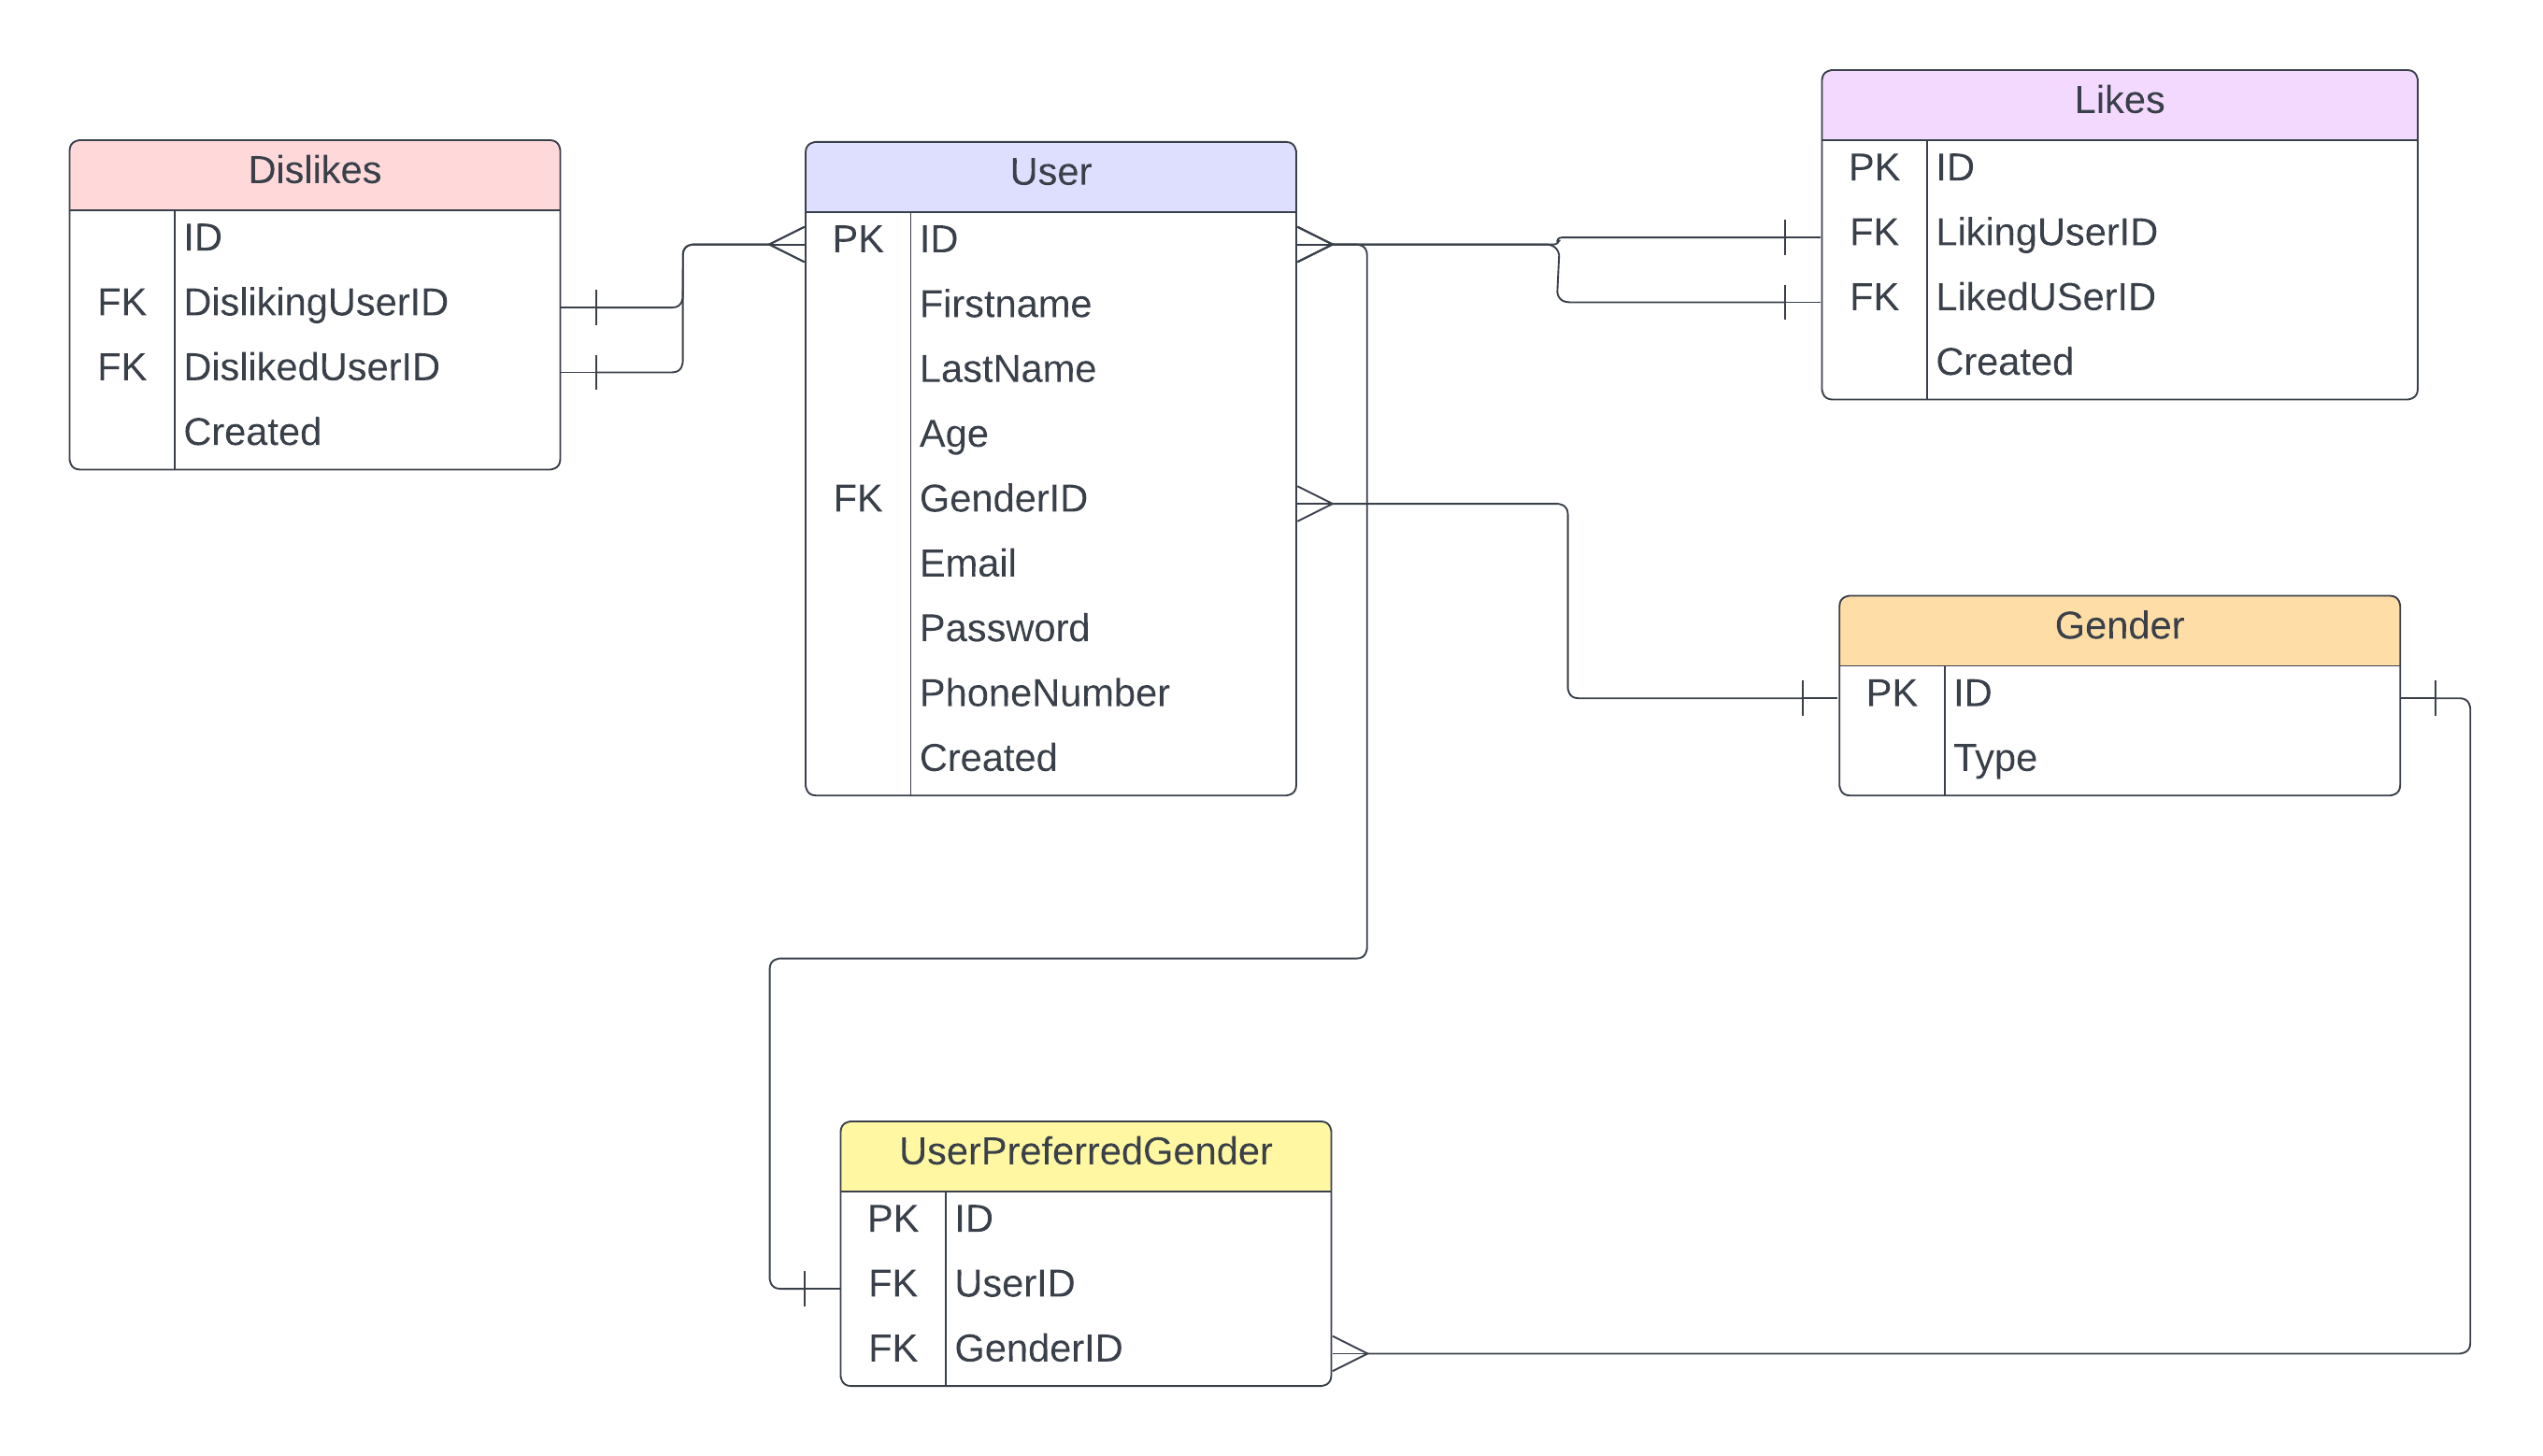 Dislikes
ID
FK DislikingUserID
FK DislikedUserID
Created
User
PK ID
Firstname
LastName
Age
FK GenderID
Email
Password
PhoneNumber
Created
Likes
PK ID
FK LikingUserID
FK LikedUSerID
Created
Gender
PK ID
Type
UserPreferredGender
PK ID
FK UserID
FK GenderID